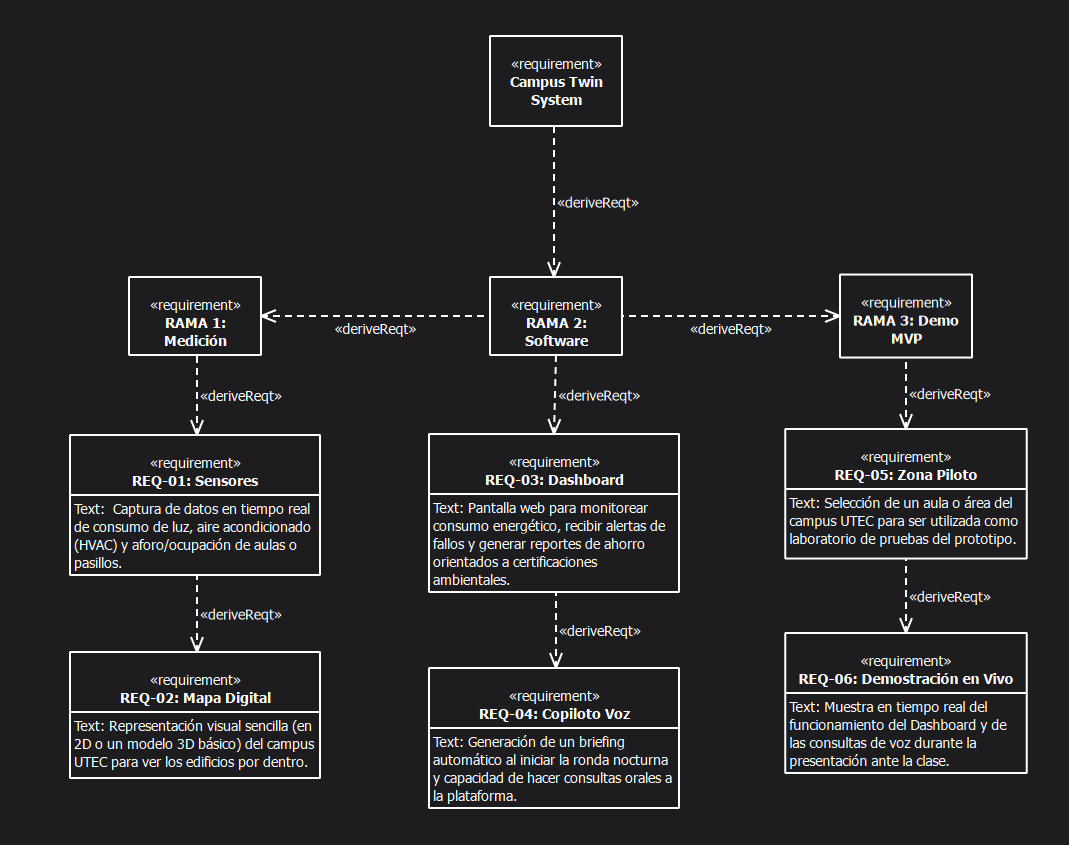 «requirement»
Campus Twin
System
«deriveReqt»
«requirement»
RAMA 1:
Medición
«deriveReqt»
«requirement»
RAMA 2:
Software
«deriveReqt»
«requirement»
RAMA 3: Demo
MVP
«deriveReqt»
«requirement»
REQ-01: Sensores
Text:  Captura de datos en tiempo real
de consumo de luz, aire acondicionado
(HVAC) y aforo/ocupación de aulas o
pasillos.
«deriveReqt»
«requirement»
REQ-02: Mapa Digital
Text: Representación visual sencilla (en
2D o un modelo 3D básico) del campus
UTEC para ver los edificios por dentro.
«deriveReqt»
«requirement»
REQ-03: Dashboard
Text: Pantalla web para monitorear
consumo energético, recibir alertas de
fallos y generar reportes de ahorro
orientados a certificaciones
ambientales.
«deriveReqt»
«requirement»
REQ-04: Copiloto Voz
Text: Generación de un briefing
automático al iniciar la ronda nocturna
y capacidad de hacer consultas orales a
la plataforma.
«deriveReqt»
«requirement»
REQ-05: Zona Piloto
Text: Selección de un aula o área del
campus UTEC para ser utilizada como
laboratorio de pruebas del prototipo.
«deriveReqt»
«requirement»
REQ-06: Demostración en Vivo
Text: Muestra en tiempo real del
funcionamiento del Dashboard y de
las consultas de voz durante la
presentación ante la clase.